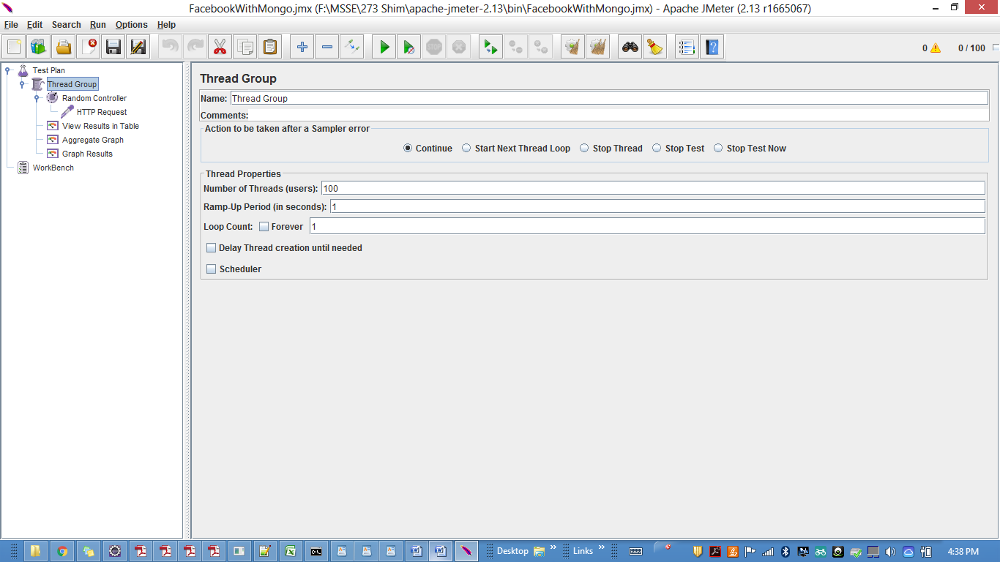 FacebookWithMongo.jmx (F:\MSSE\273 Shim\apache-jmeter-2.13\bin\FacebookWithMongo.jmx) - Apache JMeter (2.13 r1665067)
File Edit Search Run Options Help
0 0 / 100
Test Plan
Thread Group
Random Controller
HTTP Request
View Results in Table
Aggregate Graph
Graph Results
WorkBench
Thread Group
Name: Thread Group
Comments:
Action to be taken after a Sampler error
Continue Start Next Thread Loop Stop Thread Stop Test Stop Test Now
Thread Properties
Number of Threads (users): 100
Ramp-Up Period (in seconds): 1
Loop Count: Forever 1
Delay Thread creation until needed
Scheduler
Desktop » Links » 4:38 PM